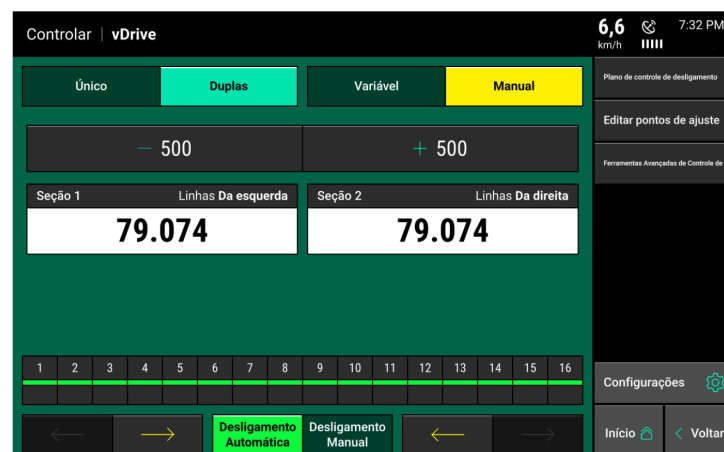 Controlar | vDrive
6,6
km/h
7:32 PM
Único
Duplas
Variável
Manual
Plano de controle de desligamento
Editar pontos de ajuste
Ferramentas Avançadas de Controle de
− 500
+ 500
Seção 1
Linhas Da esquerda
Seção 2
Linhas Da direita
79.074
79.074
1 2 3 4 5 6 7 8 9 10 11 12 13 14 15 16
Configurações
Desligamento
Automática
Desligamento
Manual
Início
Voltar